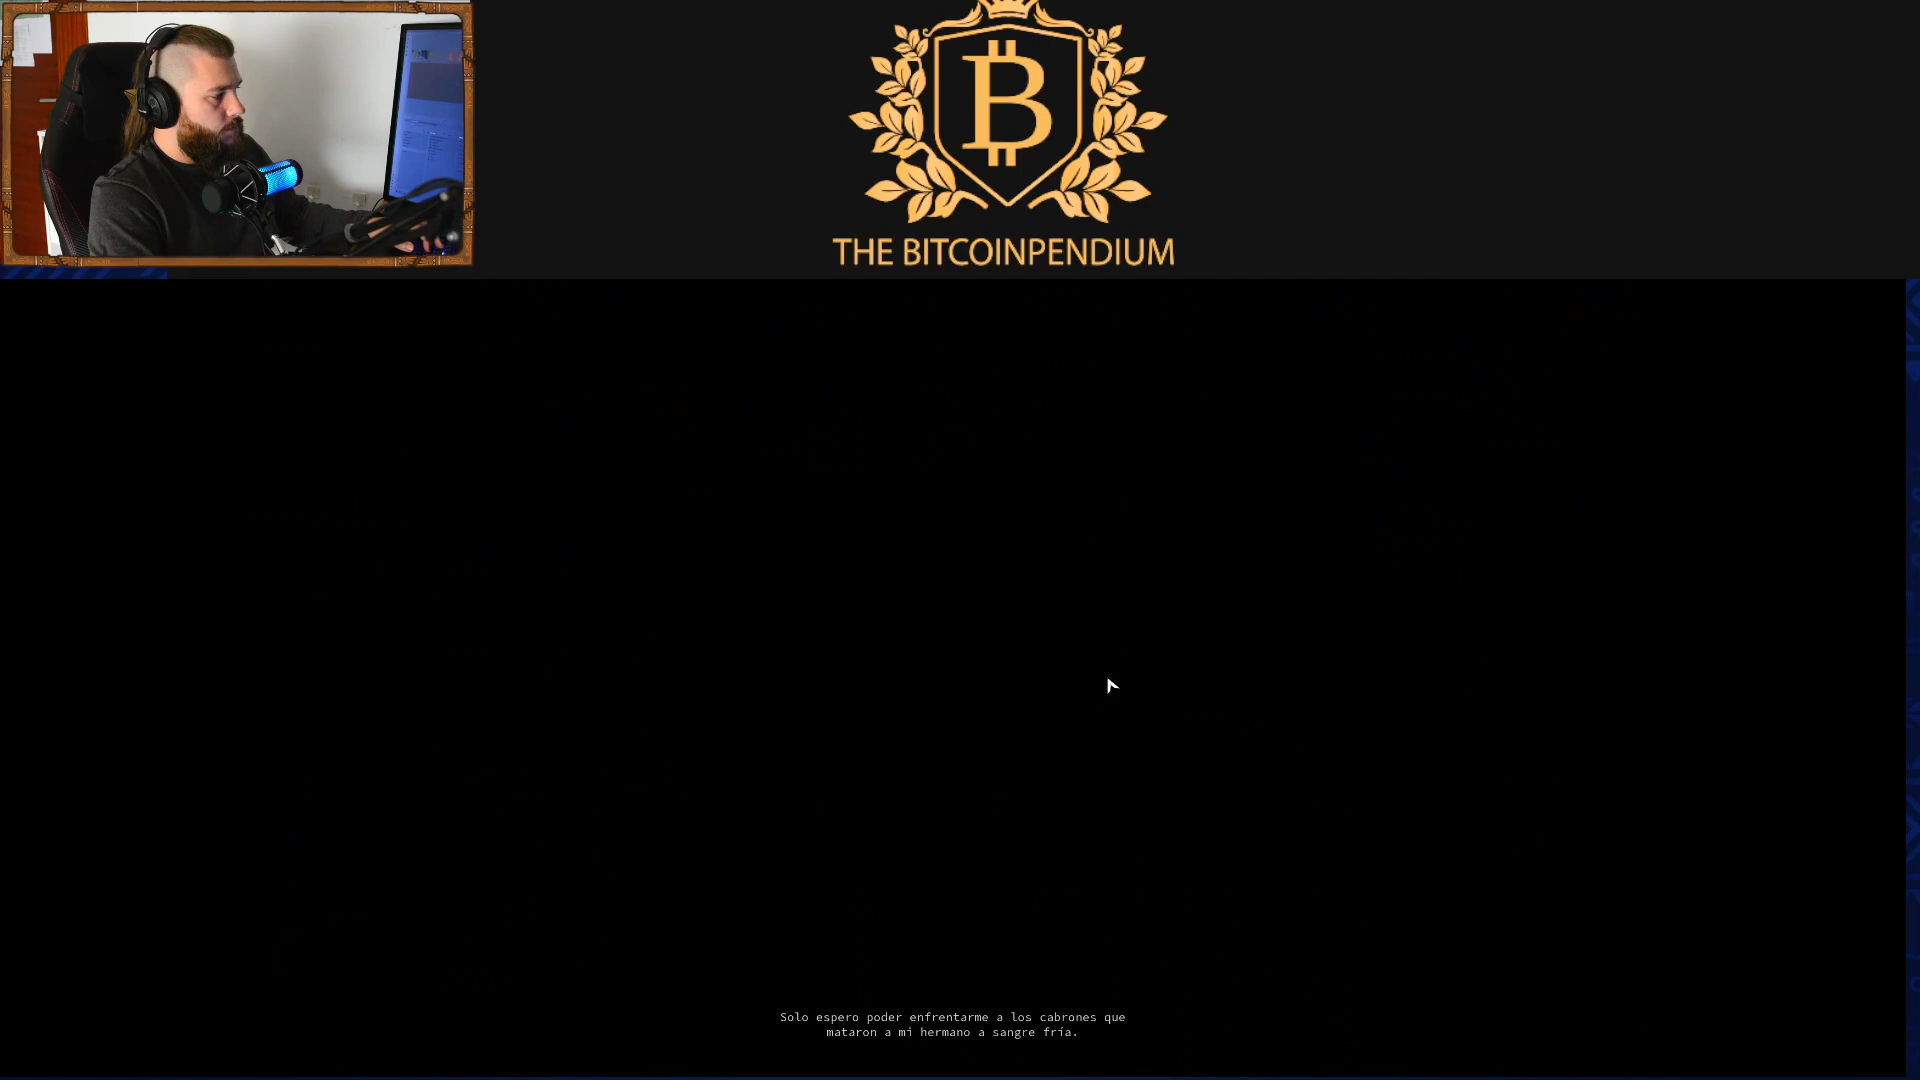 THE BITCOINPENDIUM
Solo espero poder enfrentarme a los cabrones que
mataron a mi hermano a sangre fría.